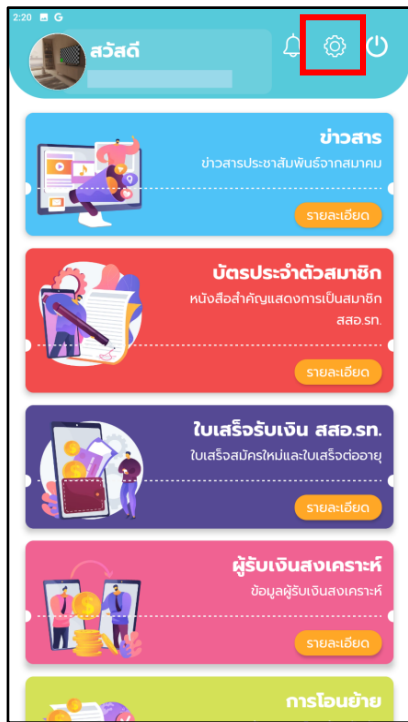 2:20 G
สวัสดี
ข่าวสาร
ข่าวสารประชาสัมพันธ์จากสมาคม
รายละเอียด
บัตรประจำตัวสมาชิก
หนังสือสำคัญแสดงการเป็นสมาชิก
สสอ.รท.
รายละเอียด
ใบเสร็จรับเงิน สสอ.รท.
ใบเสร็จสมัครใหม่และใบเสร็จต่ออายุ
รายละเอียด
ผู้รับเงินสงเคราะห์
ข้อมูลผู้รับเงินสงเคราะห์
รายละเอียด
การโอนย้าย